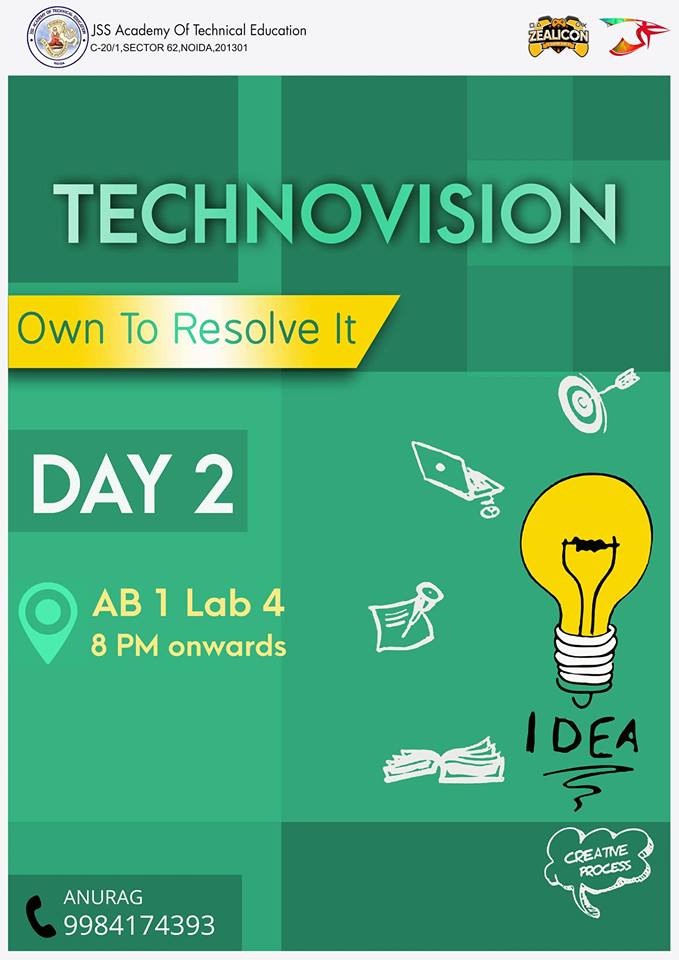 JSS Academy Of Technical Education
C-20/1,SECTOR 62,NOIDA,201301
ZEALICON
TECHNOVISION
Own To Resolve It
DAY 2
AB 1 Lab 4
8 PM onwards
IDEA
CREATIVE
PROCESS
ANURAG
9984174393